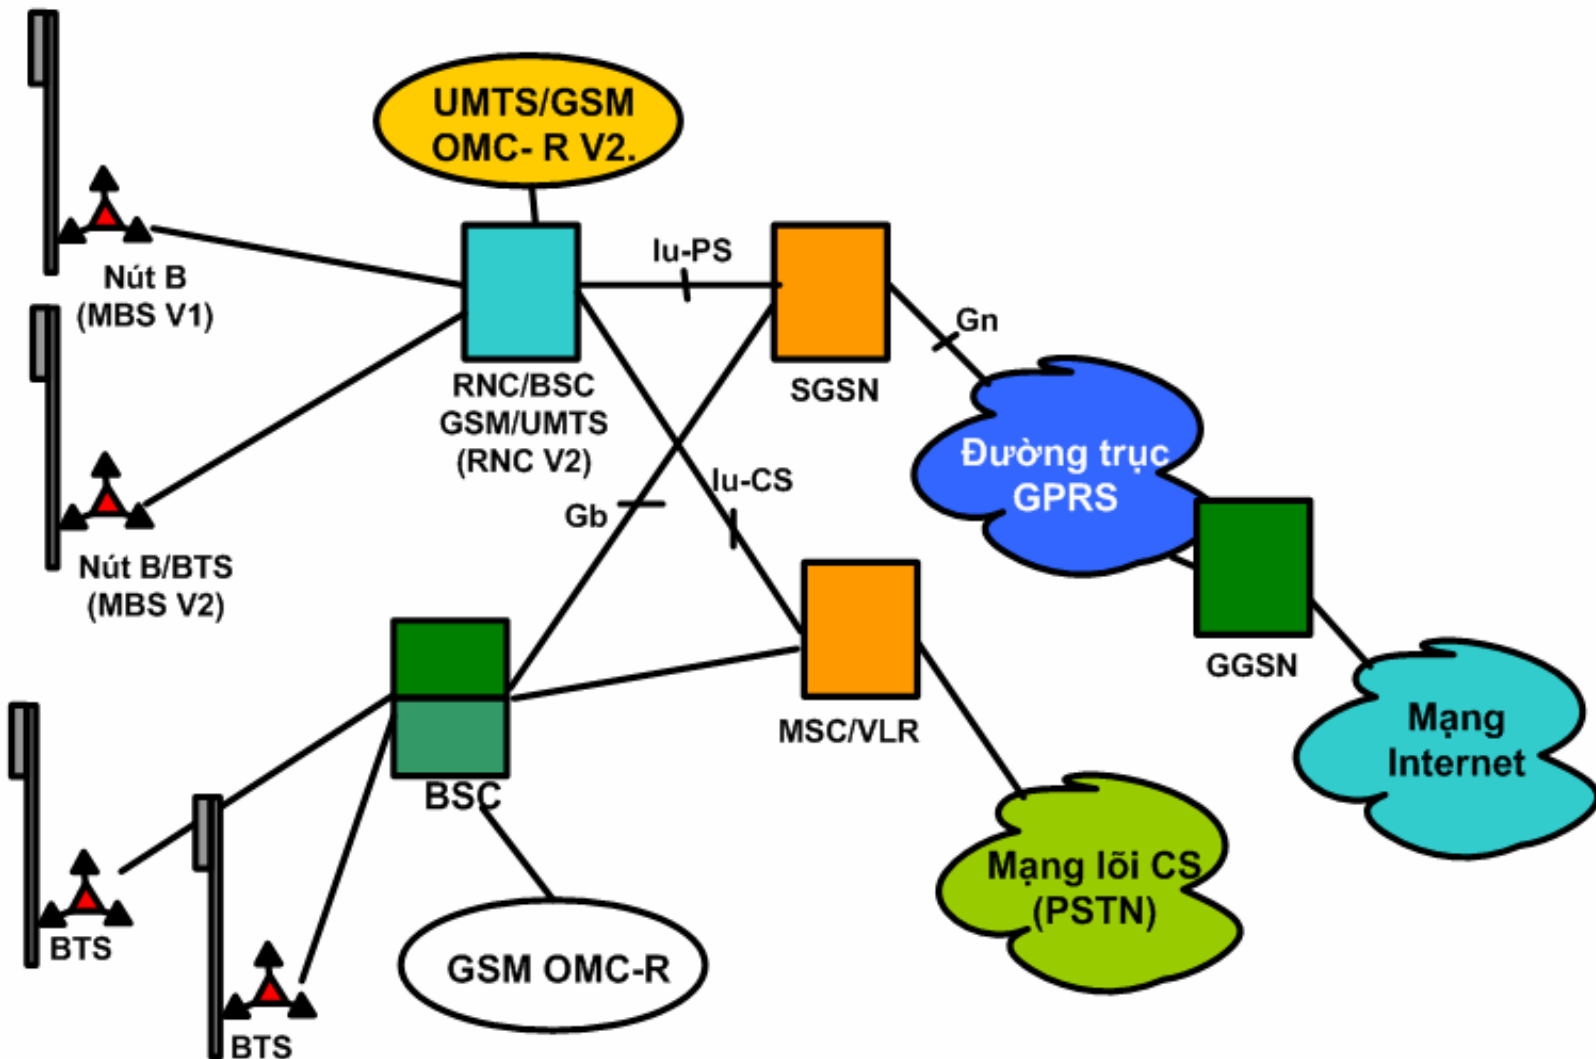 UMTS/GSM
OMC- R V2.
Nút B
(MBS V1)
Iu-PS
Gn
RNC/BSC
GSM/UMTS
(RNC V2)
SGSN
Đường trục
GPRS
Iu-CS
Gb
Nút B/BTS
(MBS V2)
GGSN
MSC/VLR
Mạng
Internet
BSC
Mạng lõi CS
(PSTN)
BTS
GSM OMC-R
BTS